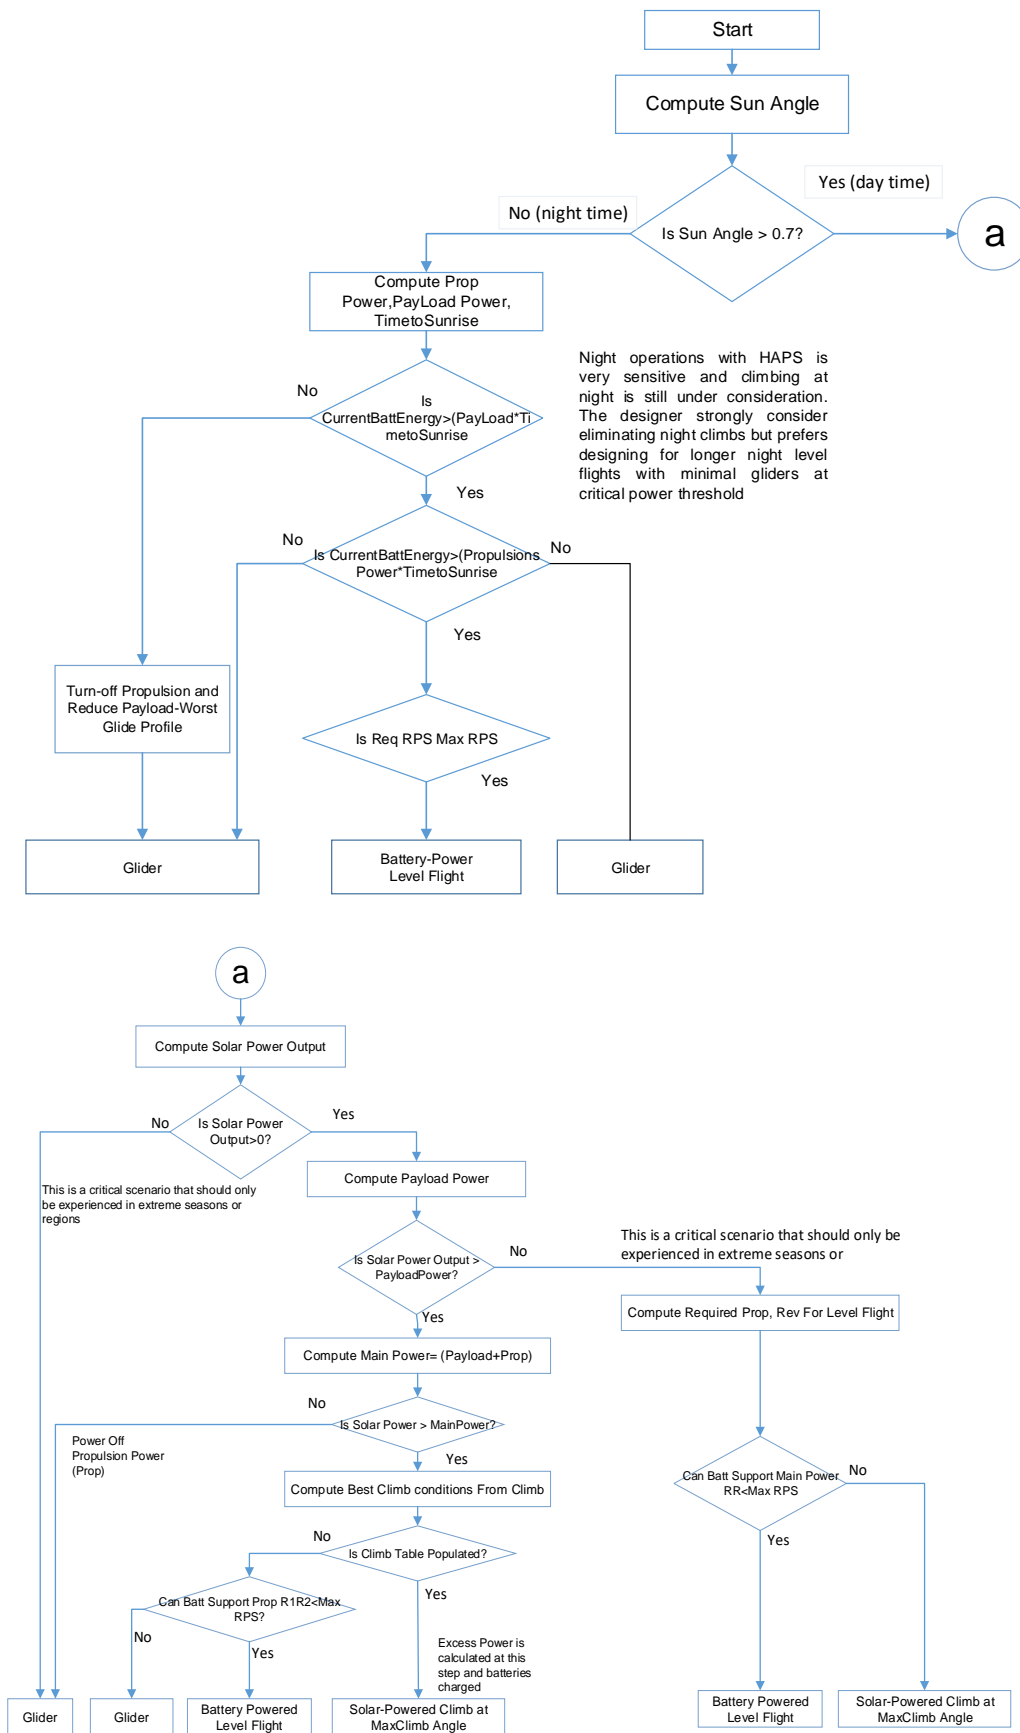 Start
Compute Sun Angle
Yes (day time)
No (night time)
Is Sun Angle > 0.7?
a
Compute Prop
Power,PayLoad Power,
TimetoSunrise
Night operations with HAPS is
very sensitive and climbing at
night is still under consideration.
The designer strongly consider
eliminating night climbs but prefers
designing for longer night level
flights with minimal gliders at
critical power threshold
No
Is
CurrentBattEnergy>(PayLoad*Ti
metoSunrise
Yes
No
Is CurrentBattEnergy>(Propulsions
Power*TimetoSunrise
No
Yes
Turn-off Propulsion and
Reduce Payload-Worst
Glide Profile
Is Req RPS Max RPS
Yes
Glider
Battery-Power
Level Flight
Glider
a
Compute Solar Power Output
No
Is Solar Power
Output>0?
Yes
This is a critical scenario that should only
be experienced in extreme seasons or
regions
Compute Payload Power
This is a critical scenario that should only be
experienced in extreme seasons or
Is Solar Power Output >
PayloadPower?
No
Yes
Compute Required Prop, Rev For Level Flight
Compute Main Power= (Payload+Prop)
No
Is Solar Power > MainPower?
Power Off
Propulsion Power
(Prop)
Yes
Can Batt Support Main Power
RR<Max RPS
No
Compute Best Climb conditions From Climb
No
Is Climb Table Populated?
Yes
Yes
Can Batt Support Prop R1R2<Max
RPS?
No
Yes
Excess Power is
calculated at this
step and batteries
charged
Glider
Glider
Battery Powered
Level Flight
Solar-Powered Climb at
MaxClimb Angle
Battery Powered
Level Flight
Solar-Powered Climb at
MaxClimb Angle